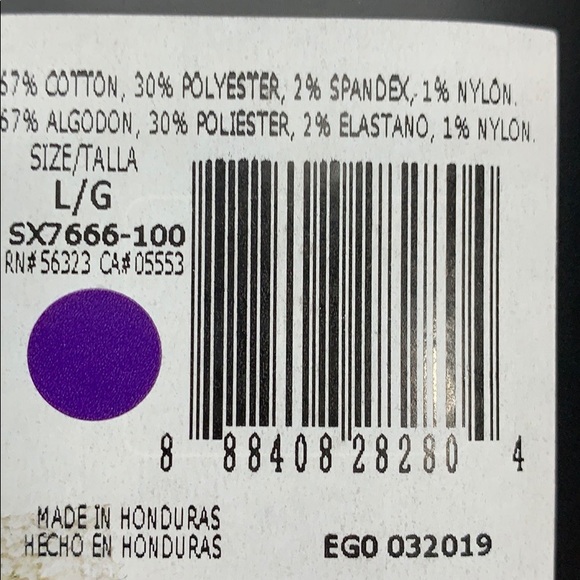 67% COTTON, 30% POLYESTER, 2% SPANDEX, 1% NYLON.
67% ALGODON, 30% POLIESTER, 2% ELASTANO, 1% NYLON.
SIZE/TALLA
L/G
SX7666-100
RN# 56323 CA# 05553
8 88408 28280 4
MADE IN HONDURAS
HECHO EN HONDURAS
EGO 032019